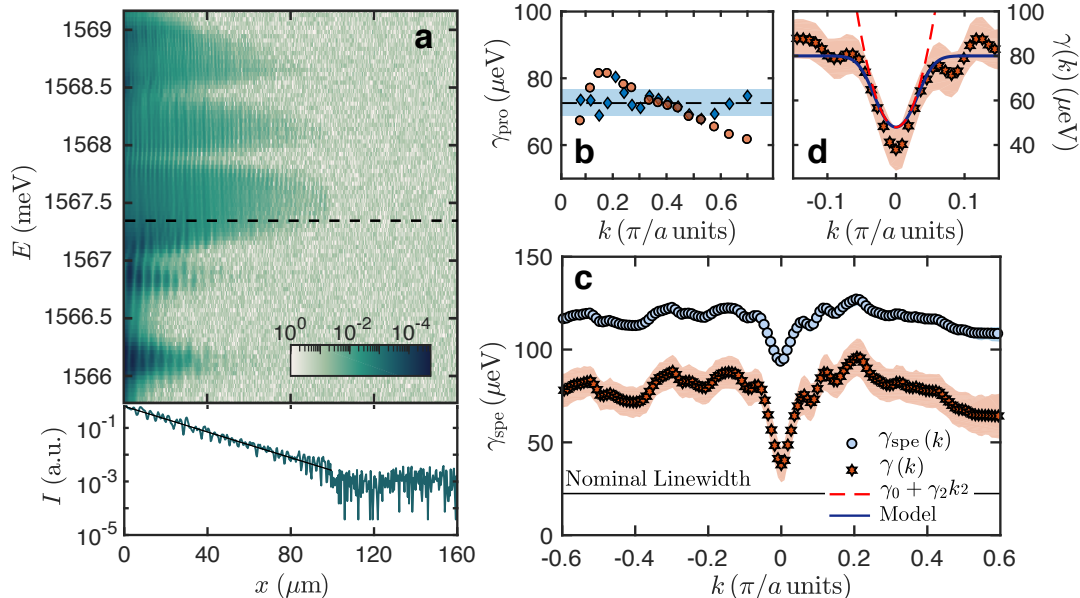 a
E (meV)
1569
1568.5
1568
1567.5
1567
1566.5
1566
10⁰ 10⁻² 10⁻⁴
I (a.u.)
10⁻¹
10⁻³
10⁻⁵
0 40 80 120 160
x (μm)
b
γpro (μeV)
100
80
60
0 0.2 0.4 0.6
k (π/a units)
d
100
80
60
40
γ(k) (μeV)
-0.1 0 0.1
k (π/a units)
c
γspe (μeV)
150
100
50
0
Nominal Linewidth
γspe (k)
γ(k)
γ₀ + γ₂k²
Model
-0.6 -0.4 -0.2 0 0.2 0.4 0.6
k (π/a units)